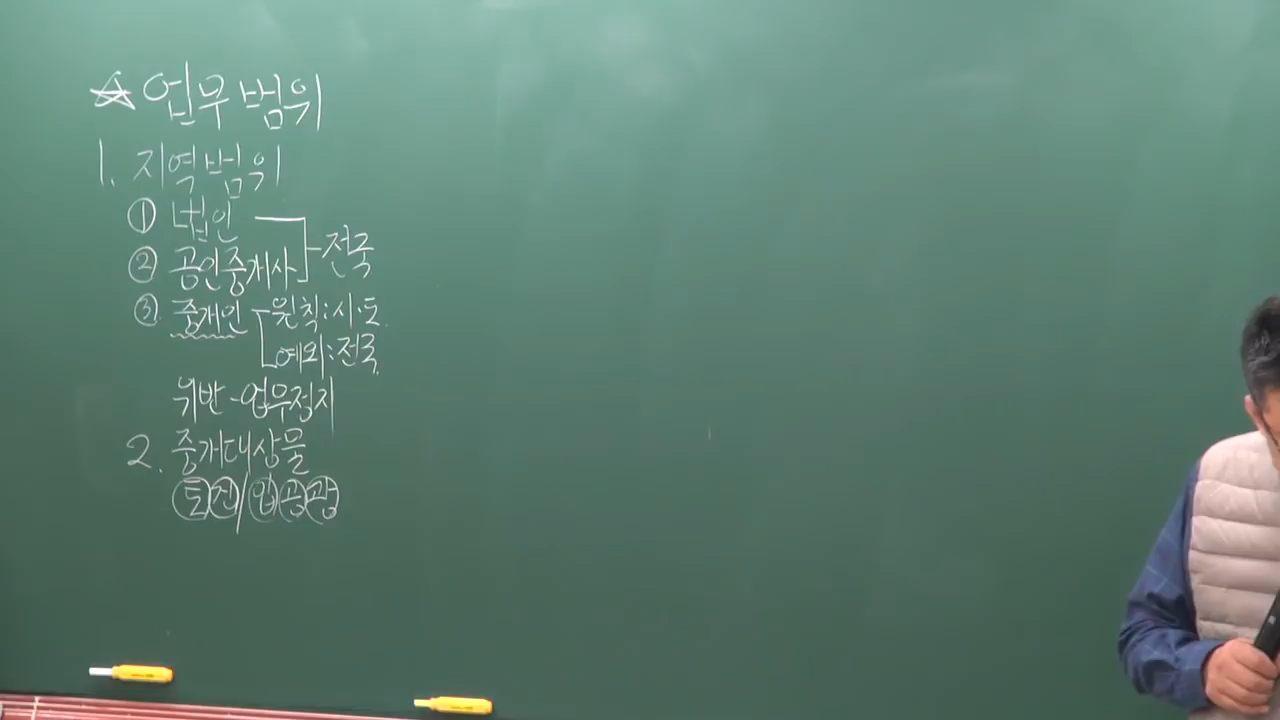 ☆ 업무범위
1. 지역범위
① 법인
② 공인중개사 - 전국
③ 중개인 원칙:시·도
예외:전국
위반-업무정지
2. 중개대상물
토건/입공광